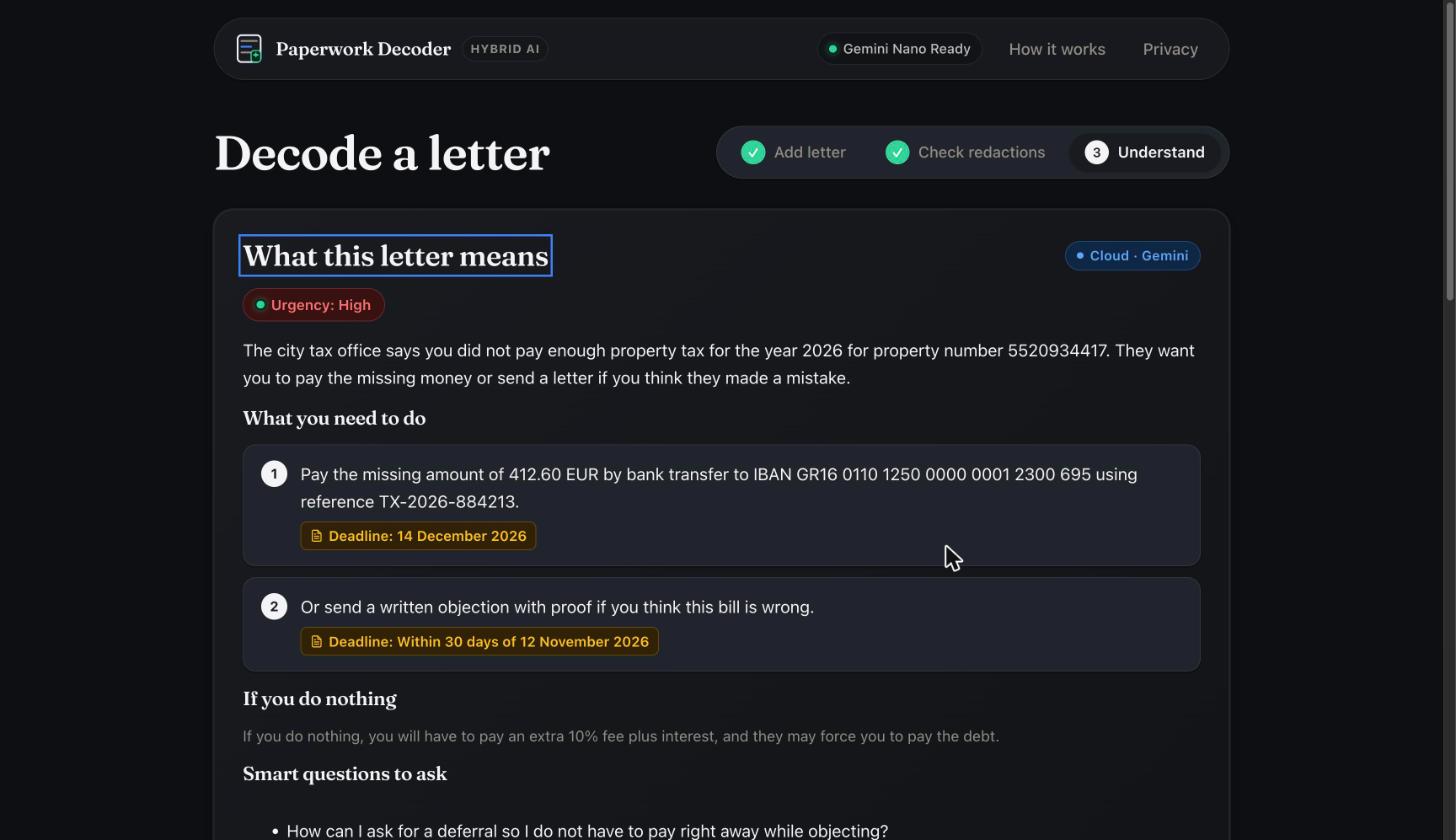 Paperwork Decoder
HYBRID AI
Gemini Nano Ready
How it works
Privacy
Decode a letter
Add letter
Check redactions
3 Understand
What this letter means
Cloud · Gemini
Urgency: High
The city tax office says you did not pay enough property tax for the year 2026 for property number 5520934417. They want
you to pay the missing money or send a letter if you think they made a mistake.
What you need to do
1 Pay the missing amount of 412.60 EUR by bank transfer to IBAN GR16 0110 1250 0000 0001 2300 695 using
reference TX-2026-884213.
Deadline: 14 December 2026
2 Or send a written objection with proof if you think this bill is wrong.
Deadline: Within 30 days of 12 November 2026
If you do nothing
If you do nothing, you will have to pay an extra 10% fee plus interest, and they may force you to pay the debt.
Smart questions to ask
• How can I ask for a deferral so I do not have to pay right away while objecting?